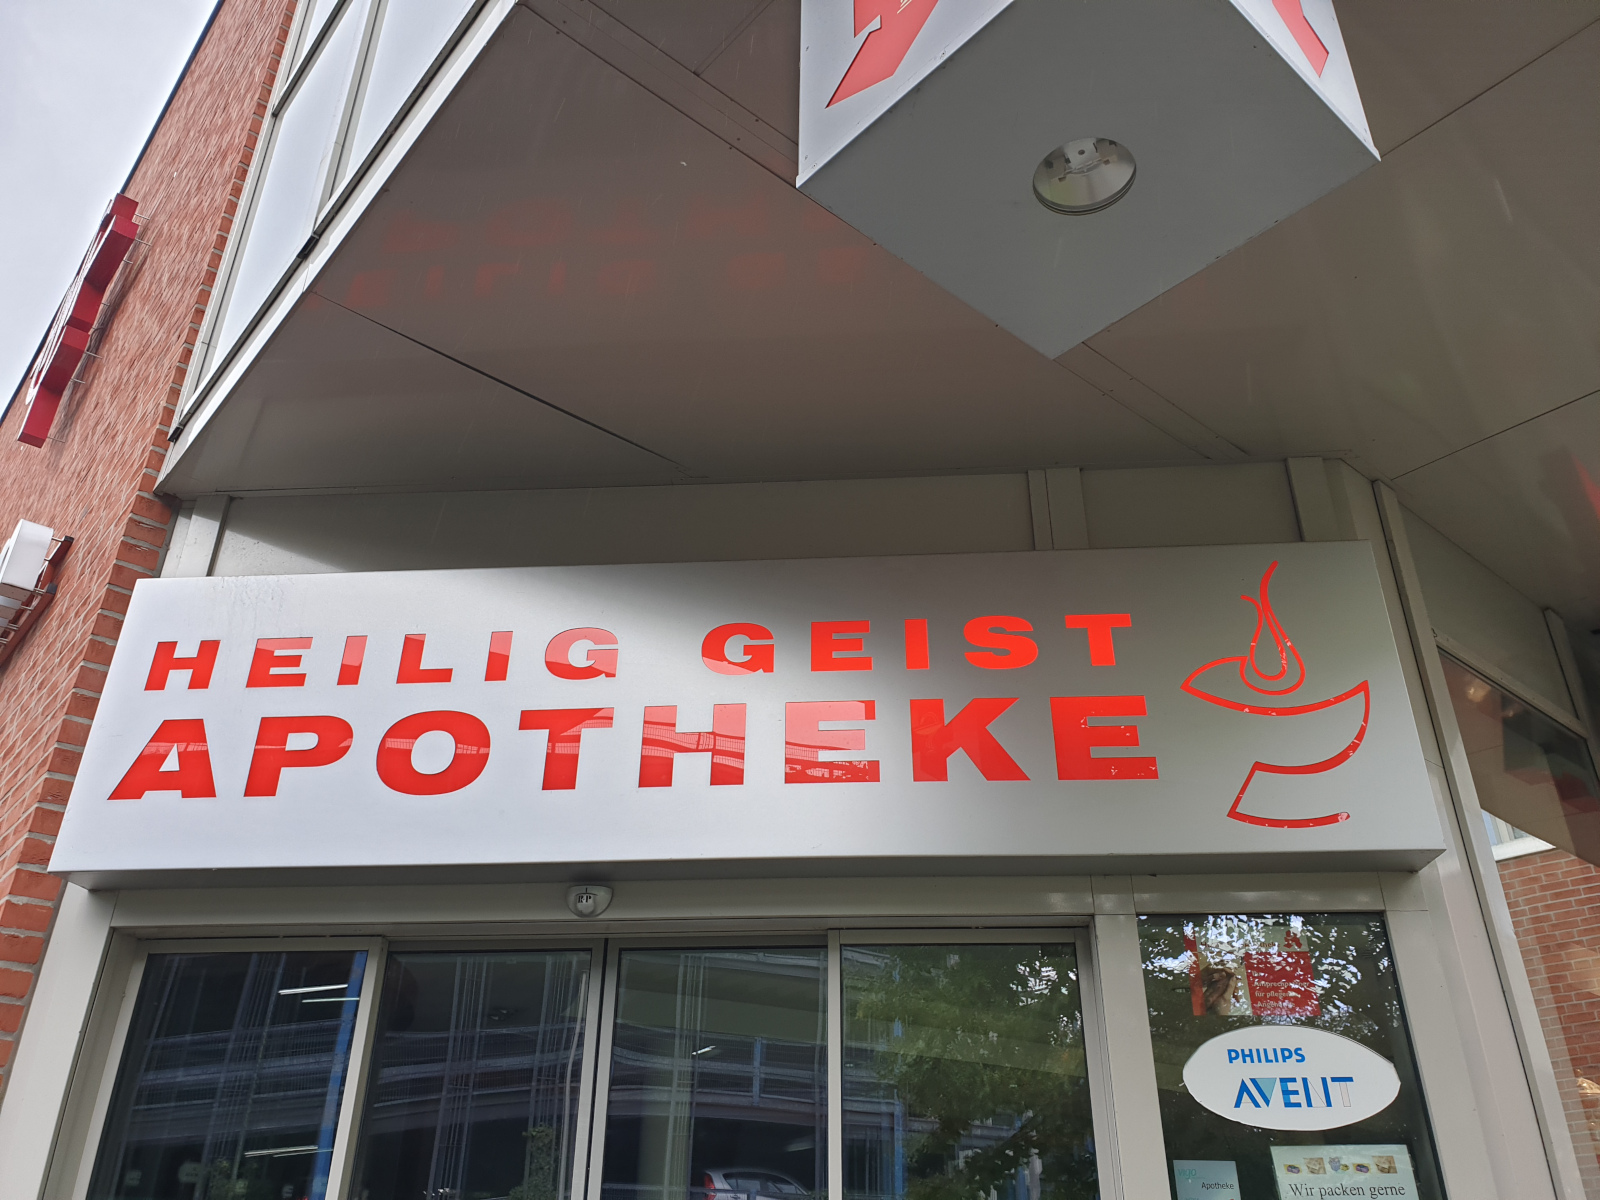 HEILIG GEIST
APOTHEKE
PHILIPS
AVENT
Apotheke
Wir packen gerne